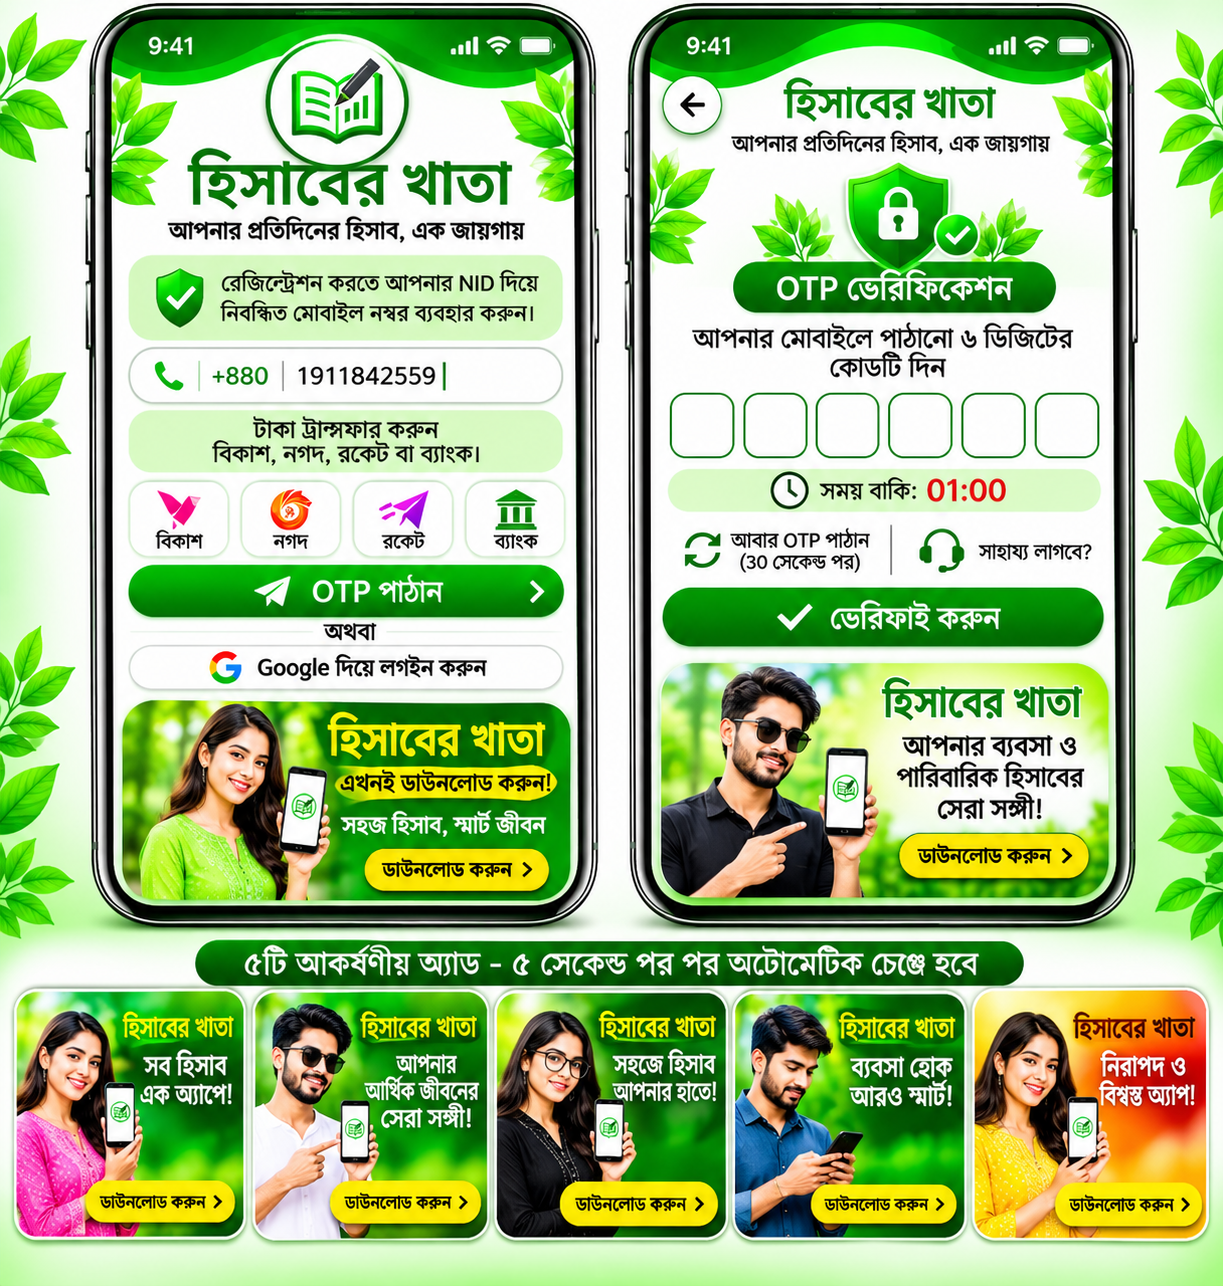 9:41
হিসাবের খাতা
আপনার প্রতিদিনের হিসাব, এক জায়গায়
রেজিস্ট্রেশন করতে আপনার NID দিয়ে
নিবন্ধিত মোবাইল নম্বর ব্যবহার করুন।
+880 1911842559
টাকা ট্রান্সফার করুন
বিকাশ, নগদ, রকেট বা ব্যাংক।
বিকাশ নগদ রকেট ব্যাংক
OTP পাঠান
অথবা
Google দিয়ে লগইন করুন
হিসাবের খাতা
এখনই ডাউনলোড করুন!
সহজ হিসাব, স্মার্ট জীবন
ডাউনলোড করুন
9:41
হিসাবের খাতা
আপনার প্রতিদিনের হিসাব, এক জায়গায়
OTP ভেরিফিকেশন
আপনার মোবাইলে পাঠানো ৬ ডিজিটের
কোডটি দিন
সময় বাকি: 01:00
আবার OTP পাঠান
(30 সেকেন্ড পর)
সাহায্য লাগবে?
ভেরিফাই করুন
হিসাবের খাতা
আপনার ব্যবসা ও
পারিবারিক হিসাবের
সেরা সঙ্গী!
ডাউনলোড করুন
৫টি আকর্ষণীয় অ্যাড - ৫ সেকেন্ড পর পর অটোমেটিক চেঞ্জে হবে
হিসাবের খাতা
সব হিসাব
এক অ্যাপে!
ডাউনলোড করুন
হিসাবের খাতা
আপনার
আর্থিক জীবনের
সেরা সঙ্গী!
ডাউনলোড করুন
হিসাবের খাতা
সহজে হিসাব
আপনার হাতে!
ডাউনলোড করুন
হিসাবের খাতা
ব্যবসা হোক
আরও স্মার্ট!
ডাউনলোড করুন
হিসাবের খাতা
নিরাপদ ও
বিশ্বস্ত অ্যাপ!
ডাউনলোড করুন